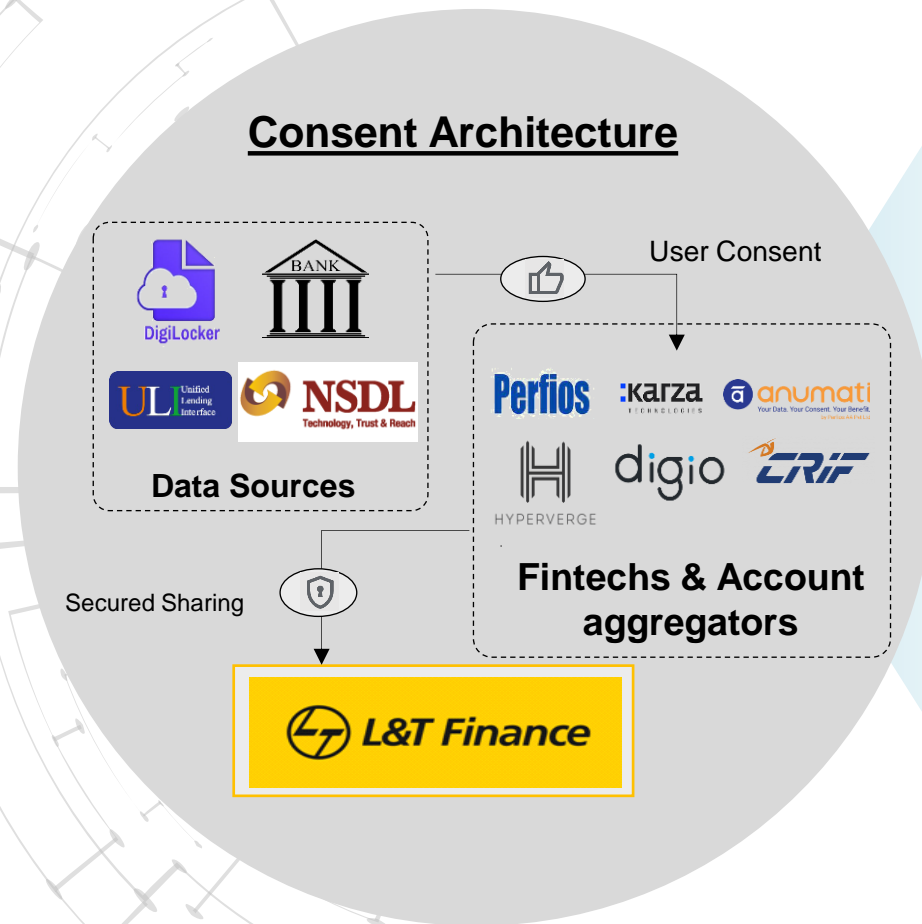 Consent Architecture
User Consent
BANK
DigiLocker
ULI Unified
Lending
Interface
NSDL
Technology, Trust & Reach
Data Sources
Perfios
:KARZA
TECHNOLOGIES
ā anumati
Your Data. Your Consent. Your Benefit.
HYPERVERGE
digio
CRIF
Fintechs & Account
aggregators
Secured Sharing
L&T Finance